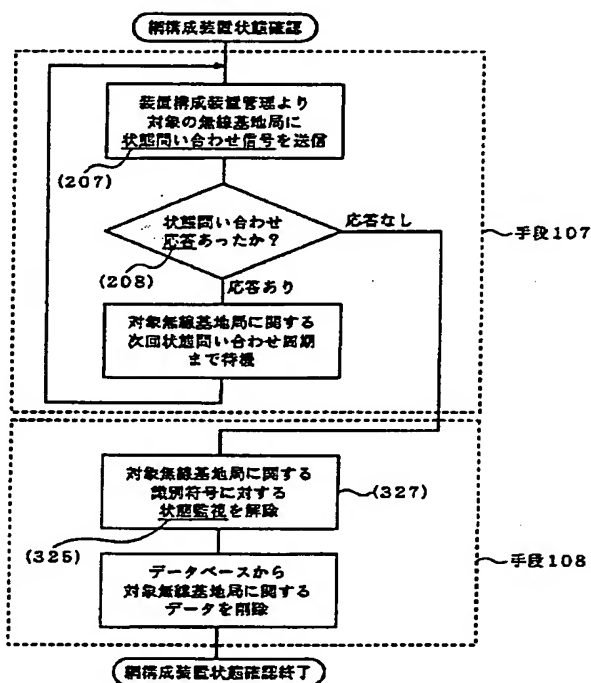 網構成装置状態確認
装置構成装置管理より
対象の無線基地局に
状態問い合わせ信号を送信
(207)
状態問い合わせ
応答あったか？
応答なし
手段107
(208)
応答あり
対象無線基地局に関する
次回状態問い合わせ周期
まで待機
対象無線基地局に関する
識別符号に対する
状態監視を解除
(327)
(325)
データベースから
対象無線基地局に関する
データを削除
手段108
網構成装置状態確認終了